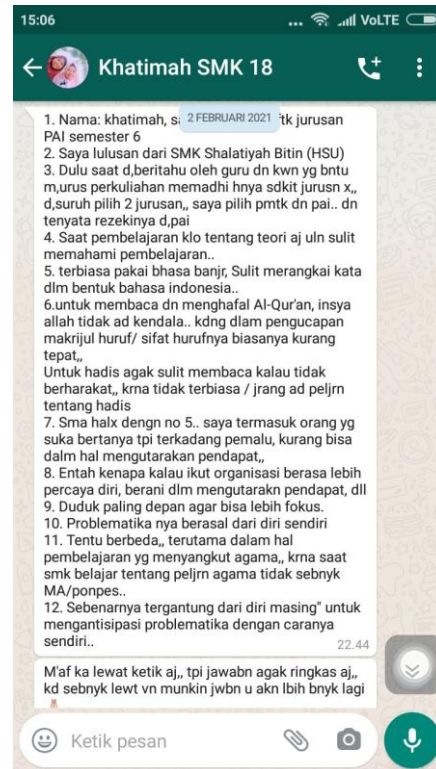 15:06
... VoLTE
Khatimah SMK 18
2 FEBRUARI 2021
1. Nama: khatimah, s tk jurusan
PAI semester 6
2. Saya lulusan dari SMK Shalatiyah Bitin (HSU)
3. Dulu saat d,beritahu oleh guru dn kwn yg bntu
m,urus perkuliahan memadhi hnya sdkit jurusn x,,
d,suruh pilih 2 jurusan,, saya pilih pmtk dn pai.. dn
tenyata rezekinya d,pai
4. Saat pembelajaran klo tentang teori aj uln sulit
memahami pembelajaran..
5. terbiasa pakai bhasa banjr, Sulit merangkai kata
dlm bentuk bahasa indonesia..
6.untuk membaca dn menghafal Al-Qur'an, insya
allah tidak ad kendala.. kdng dlam pengucapan
makrijul huruf/ sifat hurufnya biasanya kurang
tepat,,
Untuk hadis agak sulit membaca kalau tidak
berharakat,, krna tidak terbiasa / jrang ad peljrn
tentang hadis
7. Sma halx dengn no 5.. saya termasuk orang yg
suka bertanya tpi terkadang pemalu, kurang bisa
dalm hal mengutarakan pendapat,,
8. Entah kenapa kalau ikut organisasi berasa lebih
percaya diri, berani dlm mengutarakn pendapat, dll
9. Duduk paling depan agar bisa lebih fokus.
10. Problematika nya berasal dari diri sendiri
11. Tentu berbeda,, terutama dalam hal
pembelajaran yg menyangkut agama,, krna saat
smk belajar tentang peljrn agama tidak sebnyk
MA/ponpes..
12. Sebenarnya tergantung dari diri masing" untuk
mengantisipasi problematika dengan caranya
sendiri..
22.44
M'af ka lewat ketik aj,, tpi jawabn agak ringkas aj,,
kd sebnyk lewt vn munkin jwbn u akn lbih bnyk lagi
Ketik pesan